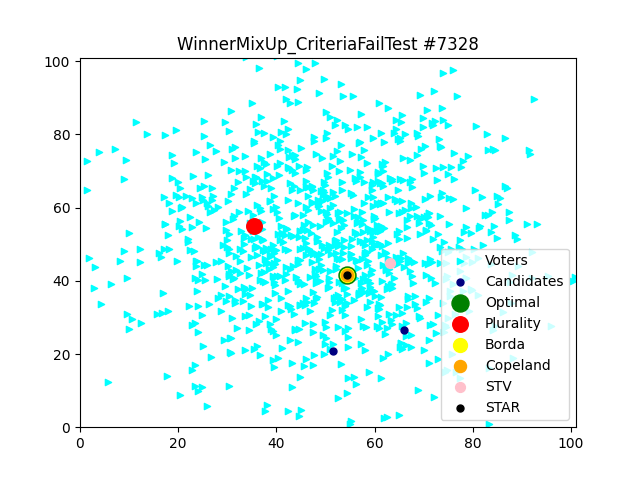 WinnerMixUp_CriteriaFailTest #7328
100
80
60
40
20
0
0 20 40 60 80 100
Voters
Candidates
Optimal
Plurality
Borda
Copeland
STV
STAR